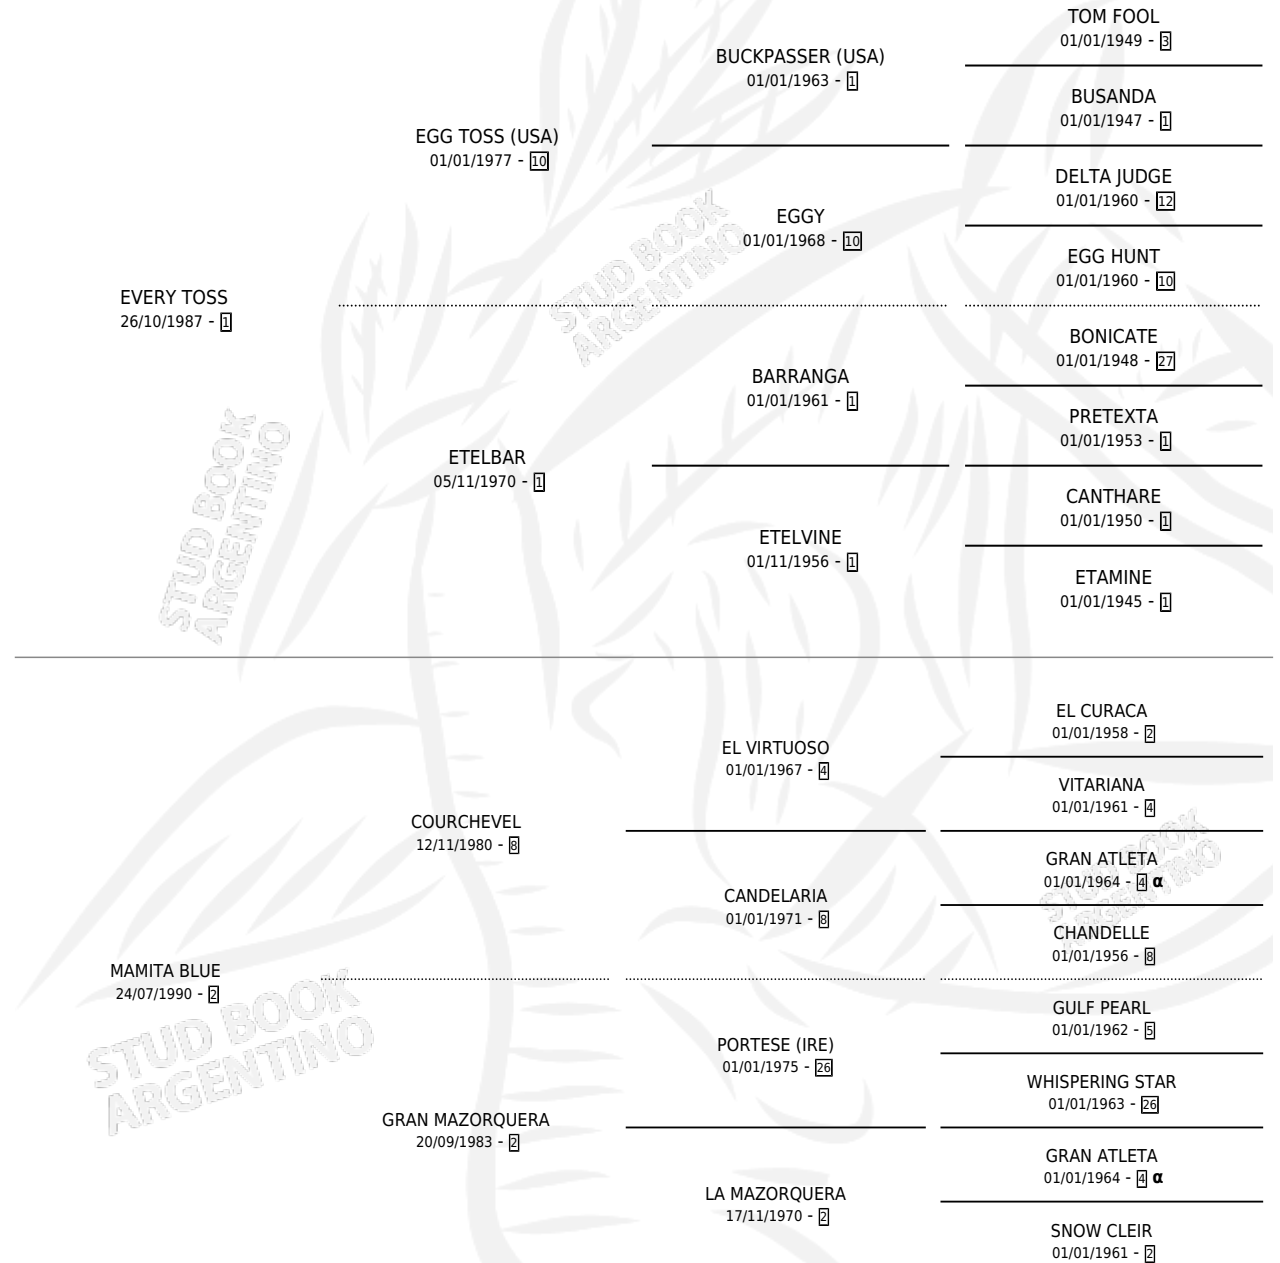 EVERY TOSS
26/10/1987 - 1
EGG TOSS (USA)
01/01/1977 - 10
BUCKPASSER (USA)
01/01/1963 - 1
TOM FOOL
01/01/1949 - 3
BUSANDA
01/01/1947 - 1
EGGY
01/01/1968 - 10
DELTA JUDGE
01/01/1960 - 12
EGG HUNT
01/01/1960 - 10
ETELBAR
05/11/1970 - 1
BARRANGA
01/01/1961 - 1
BONICATE
01/01/1948 - 27
PRETEXTA
01/01/1953 - 1
ETELVINE
01/11/1956 - 1
CANTHARE
01/01/1950 - 1
ETAMINE
01/01/1945 - 1
MAMITA BLUE
24/07/1990 - 2
COURCHEVEL
12/11/1980 - 8
EL VIRTUOSO
01/01/1967 - 4
EL CURACA
01/01/1958 - 2
VITARIANA
01/01/1961 - 4
CANDELARIA
01/01/1971 - 8
GRAN ATLETA
01/01/1964 - 4 α
CHANDELLE
01/01/1956 - 8
GRAN MAZORQUERA
20/09/1983 - 2
PORTESE (IRE)
01/01/1975 - 26
GULF PEARL
01/01/1962 - 5
WHISPERING STAR
01/01/1963 - 26
LA MAZORQUERA
17/11/1970 - 2
GRAN ATLETA
01/01/1964 - 4 α
SNOW CLEIR
01/01/1961 - 2
STUD BOOK
ARGENTINO
STUD BOOK
ARGENTINO
STUD BOOK
ARGENTINO
STUD BOOK
ARGENTINO